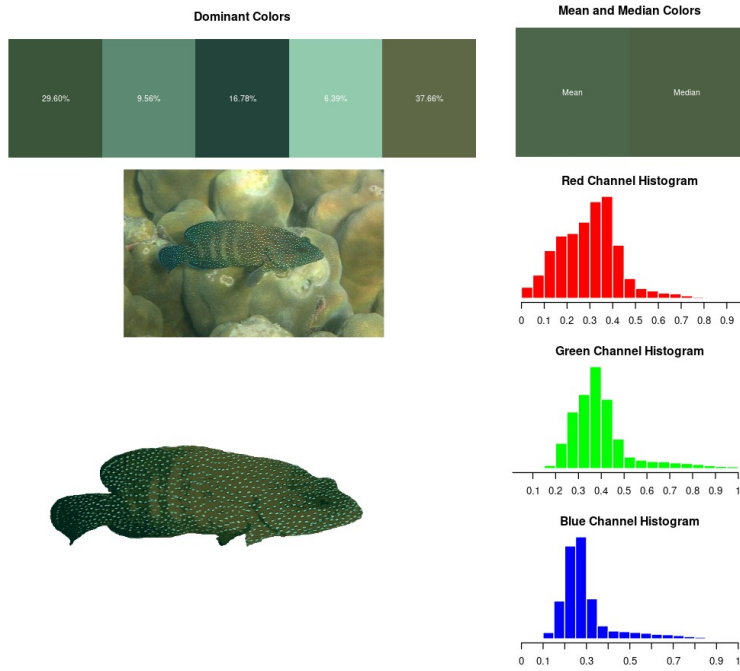 Dominant Colors
29.60%
9.56%
16.78%
6.39%
37.66%
Mean and Median Colors
Mean
Median
Red Channel Histogram
0 0.1 0.2 0.3 0.4 0.5 0.6 0.7 0.8 0.9
Green Channel Histogram
0.1 0.2 0.3 0.4 0.5 0.6 0.7 0.8 0.9 1
Blue Channel Histogram
0 0.1 0.3 0.5 0.7 0.9 1